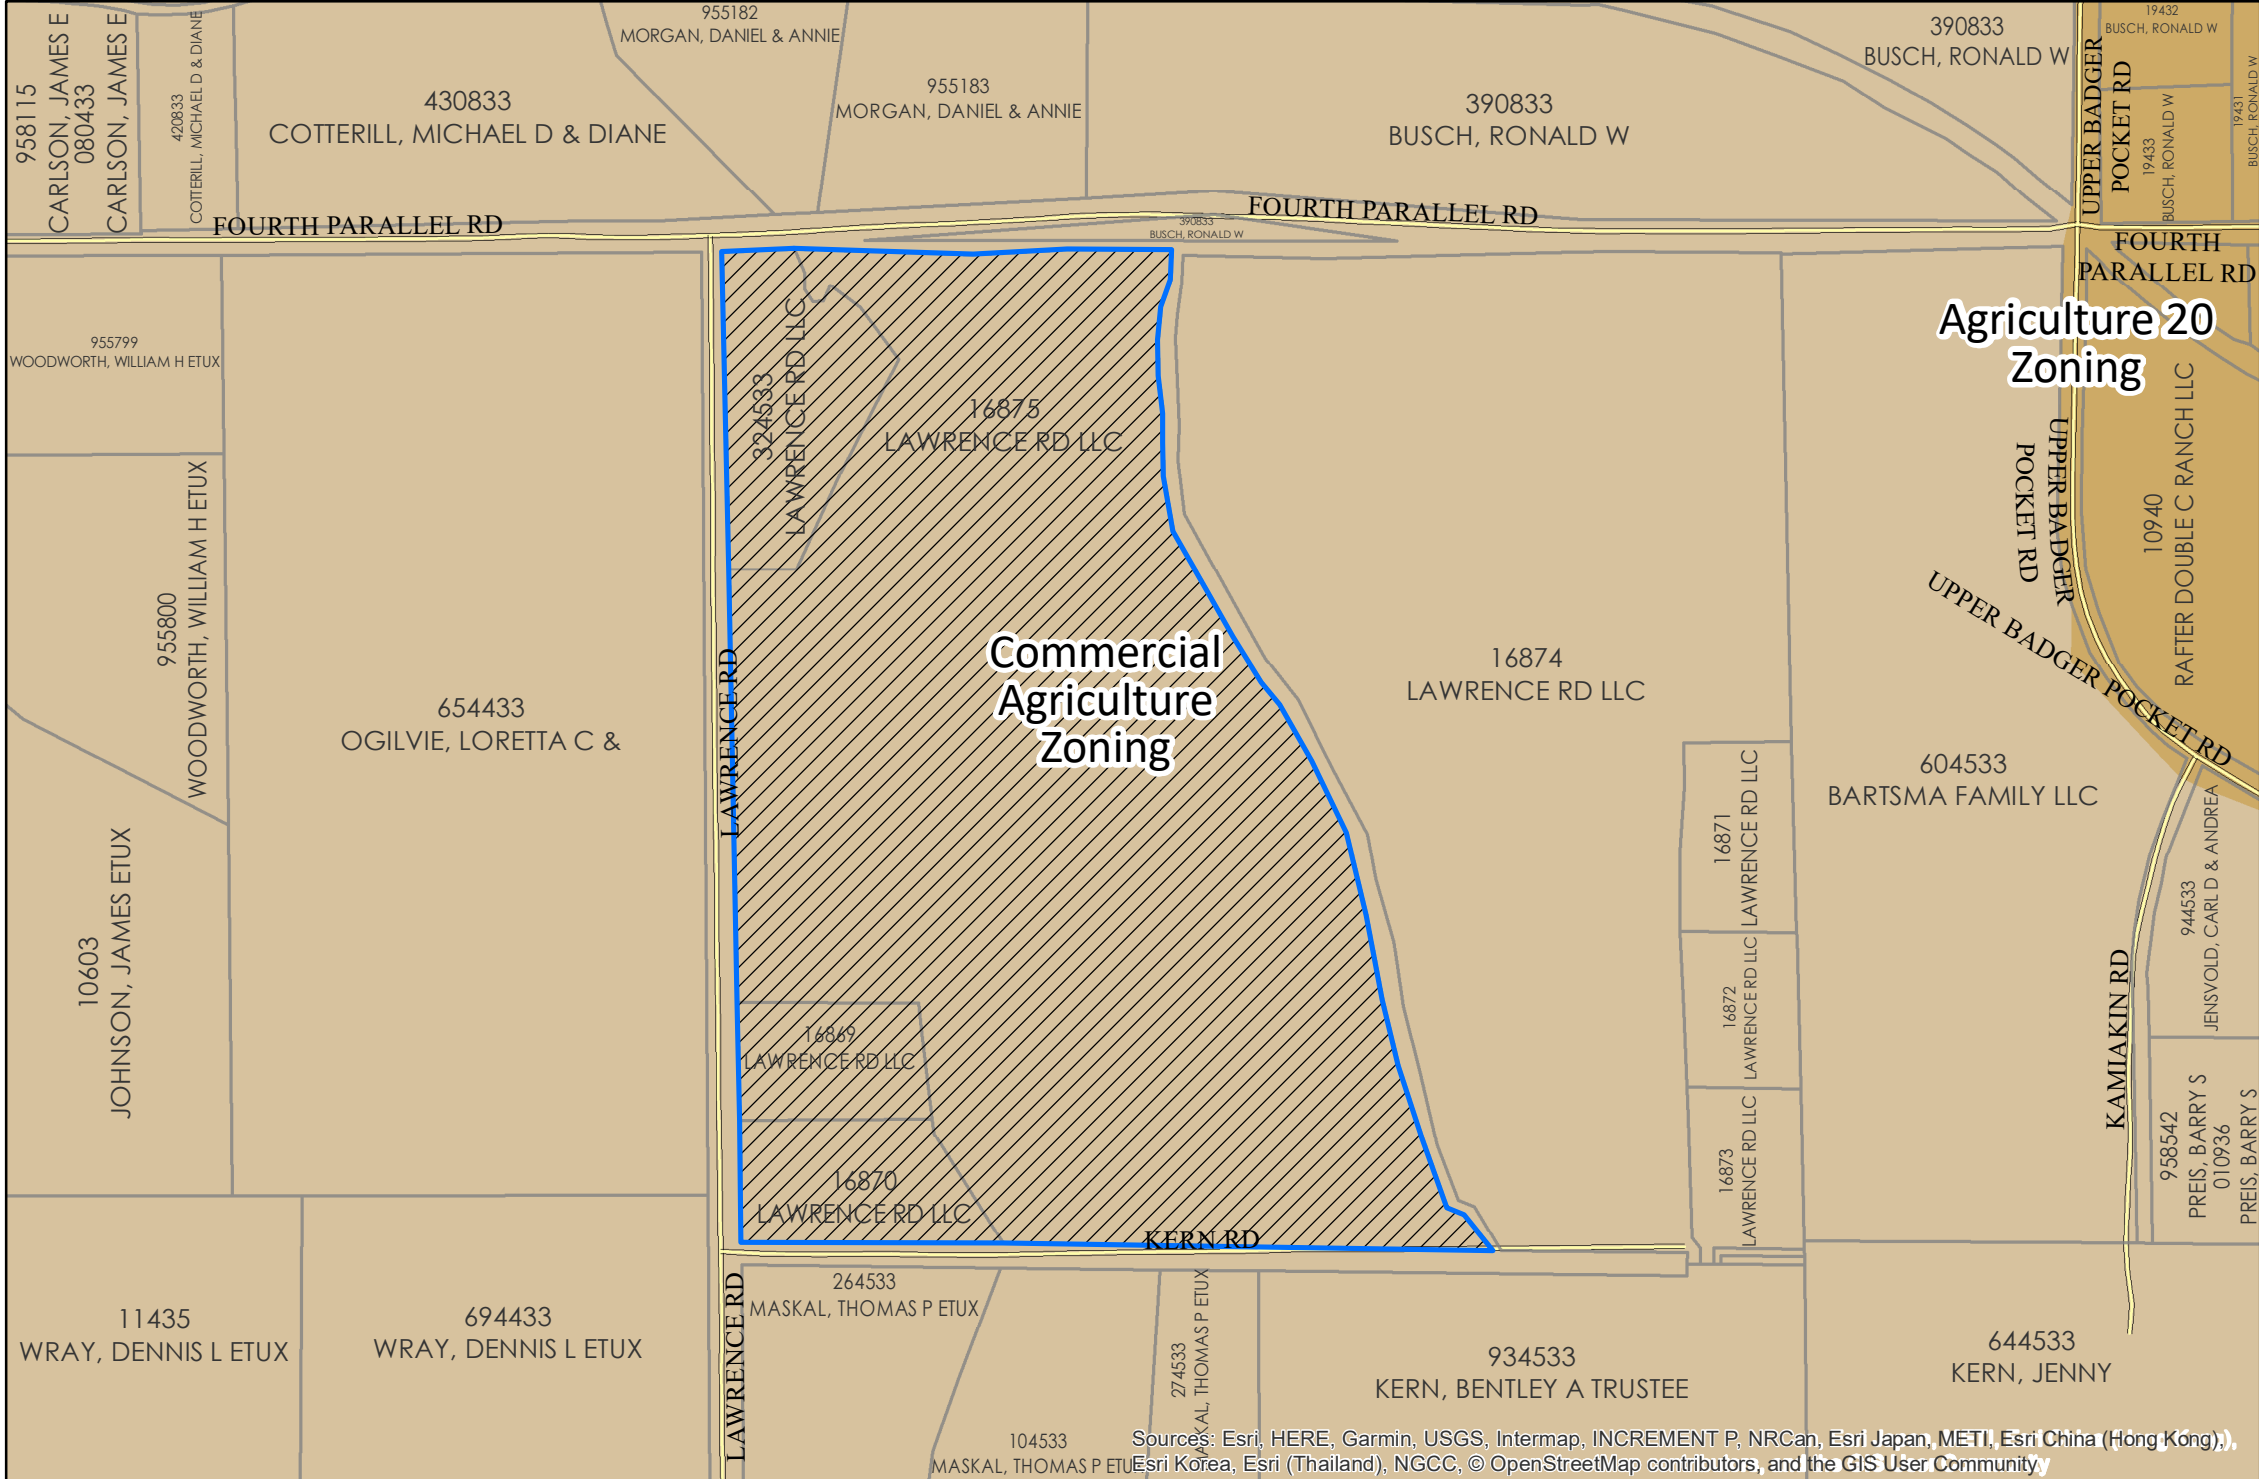 958115
CARLSON, JAMES E
080433
CARLSON, JAMES E
420833
COTTERILL, MICHAEL D & DIANE
430833
COTTERILL, MICHAEL D & DIANE
955182
MORGAN, DANIEL & ANNIE
955183
MORGAN, DANIEL & ANNIE
390833
BUSCH, RONALD W
390833
BUSCH, RONALD W
UPPER BADGER
POCKET RD
19432
BUSCH, RONALD W
19433
BUSCH, RONALD W
19431
BUSCH, RONALD W
FOURTH PARALLEL RD
390833
BUSCH, RONALD W
FOURTH PARALLEL RD
FOURTH
PARALLEL RD
955799
WOODWORTH, WILLIAM H ETUX
324533
LAWRENCE RD LLC
16875
LAWRENCE RD LLC
Agriculture 20
Zoning
955800
WOODWORTH, WILLIAM H ETUX
654433
OGILVIE, LORETTA C &
LAWRENCE RD
Commercial
Agriculture
Zoning
16874
LAWRENCE RD LLC
UPPER BADGER
POCKET RD
10940
RAFTER DOUBLE C RANCH LLC
UPPER BADGER POCKET RD
604533
BARTSMA FAMILY LLC
16871
LAWRENCE RD LLC
10603
JOHNSON, JAMES ETUX
16869
LAWRENCE RD LLC
16872
LAWRENCE RD LLC
944533
JENSVOLD, CARL D & ANDREA
KAMIAKIN RD
16870
LAWRENCE RD LLC
16873
LAWRENCE RD LLC
958542
PREIS, BARRY S
010936
PREIS, BARRY S
KERN RD
11435
WRAY, DENNIS L ETUX
694433
WRAY, DENNIS L ETUX
LAWRENCE RD
264533
MASKAL, THOMAS P ETUX
274533
MASKAL, THOMAS P ETUX
934533
KERN, BENTLEY A TRUSTEE
644533
KERN, JENNY
104533
MASKAL, THOMAS P ETUX
Sources: Esri, HERE, Garmin, USGS, Intermap, INCREMENT P, NRCan, Esri Japan, METI, Esri China (Hong Kong),
Esri Korea, Esri (Thailand), NGCC, © OpenStreetMap contributors, and the GIS User Community